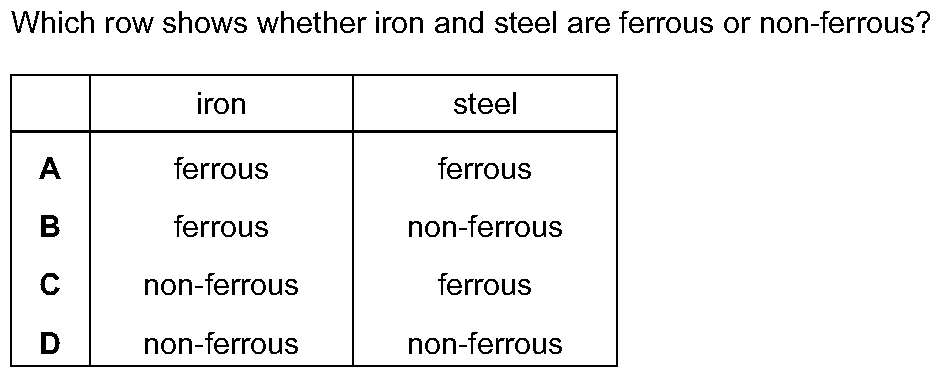 Which row shows whether iron and steel are ferrous or non-ferrous?
iron steel
A ferrous ferrous
B ferrous non-ferrous
C non-ferrous ferrous
D non-ferrous non-ferrous